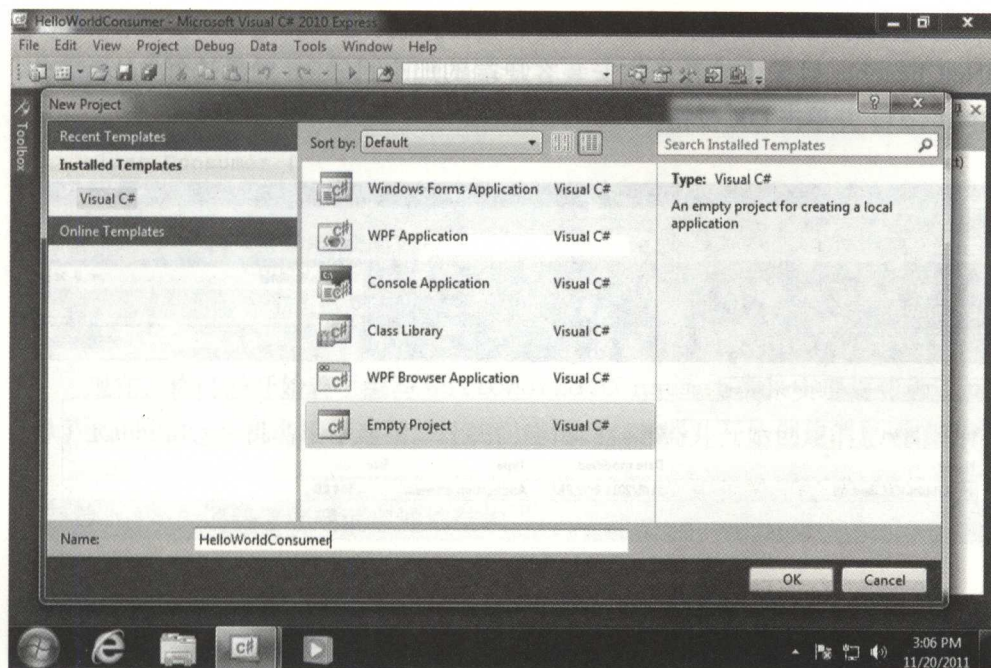 HelloWorldConsumer - Microsoft Visual C# 2010 Express
File Edit View Project Debug Data Tools Window Help
Toolbox
New Project
Recent Templates
Installed Templates
Visual C#
Online Templates
Sort by: Default
Windows Forms Application Visual C#
WPF Application Visual C#
Console Application Visual C#
Class Library Visual C#
WPF Browser Application Visual C#
Empty Project Visual C#
Search Installed Templates
Type: Visual C#
An empty project for creating a local
application
Name: HelloWorldConsumer
OK Cancel
3:06 PM
11/20/2011